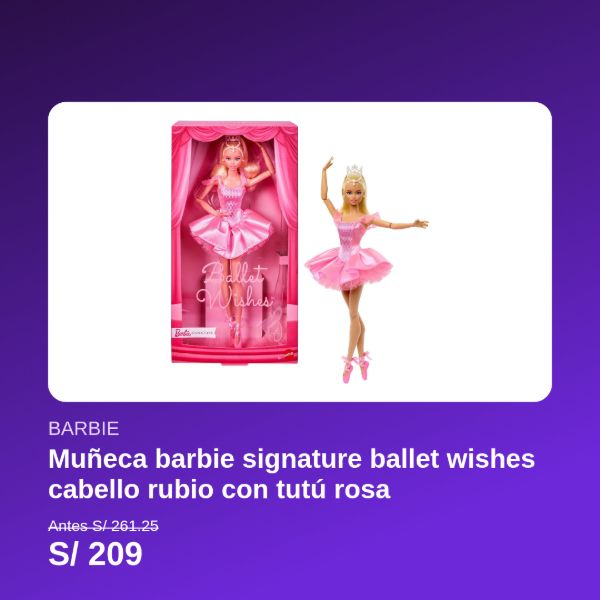 Ballet
Wishes
Barbie
BARBIE
Muñeca barbie signature ballet wishes
cabello rubio con tutú rosa
Antes S/ 261.25
S/ 209